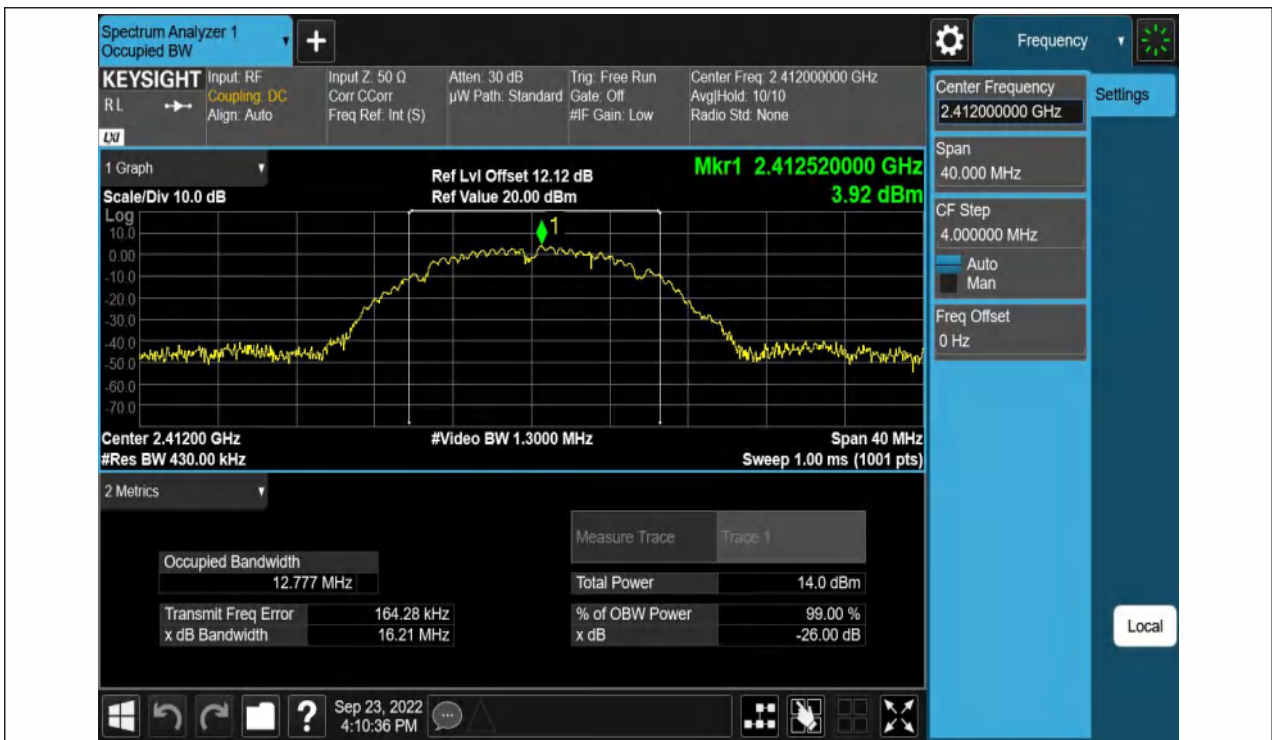 Spectrum Analyzer 1
Occupied BW
Frequency
KEYSIGHT
RL
LXI
Input: RF
Coupling: DC
Align: Auto
Input Z: 50 Ω
Corr CCorr
Freq Ref: Int (S)
Atten: 30 dB
µW Path: Standard
Trig: Free Run
Gate: Off
#IF Gain: Low
Center Freq: 2.412000000 GHz
Avg|Hold: 10/10
Radio Std: None
Center Frequency
2.412000000 GHz
Settings
Span
40.000 MHz
CF Step
4.000000 MHz
Auto
Man
Freq Offset
0 Hz
1 Graph
Scale/Div 10.0 dB
Ref Lvl Offset 12.12 dB
Ref Value 20.00 dBm
Mkr1 2.412520000 GHz
3.92 dBm
Log
10.0
0.00
-10.0
-20.0
-30.0
-40.0
-50.0
-60.0
-70.0
1
Center 2.41200 GHz
#Res BW 430.00 kHz
#Video BW 1.3000 MHz
Span 40 MHz
Sweep 1.00 ms (1001 pts)
2 Metrics
Measure Trace Trace 1
Occupied Bandwidth
12.777 MHz
Total Power 14.0 dBm
Transmit Freq Error 164.28 kHz
% of OBW Power 99.00 %
x dB Bandwidth 16.21 MHz
x dB -26.00 dB
Local
?
Sep 23, 2022
4:10:36 PM